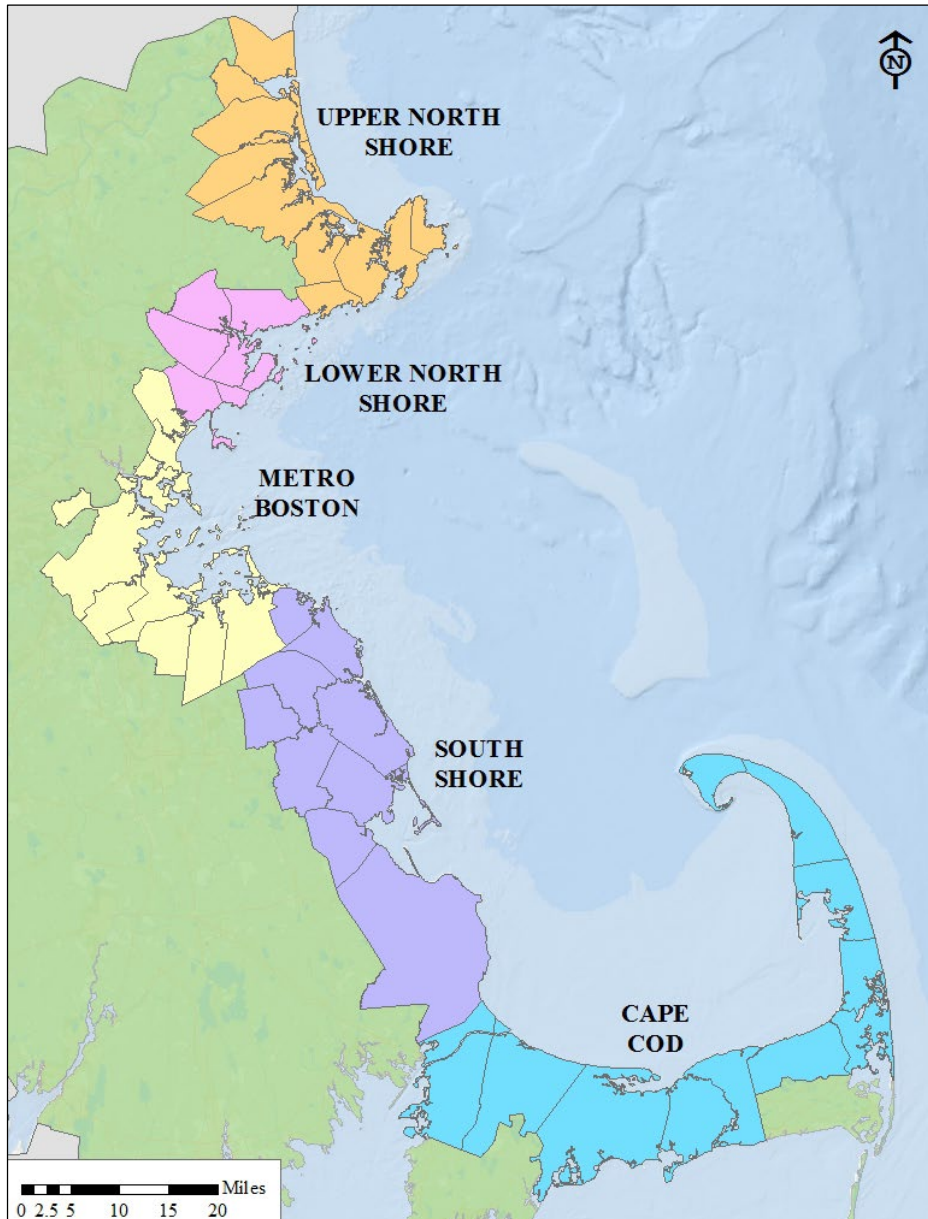 N
UPPER NORTH
SHORE
LOWER NORTH
SHORE
METRO
BOSTON
SOUTH
SHORE
CAPE
COD
Miles
0 2.5 5 10 15 20